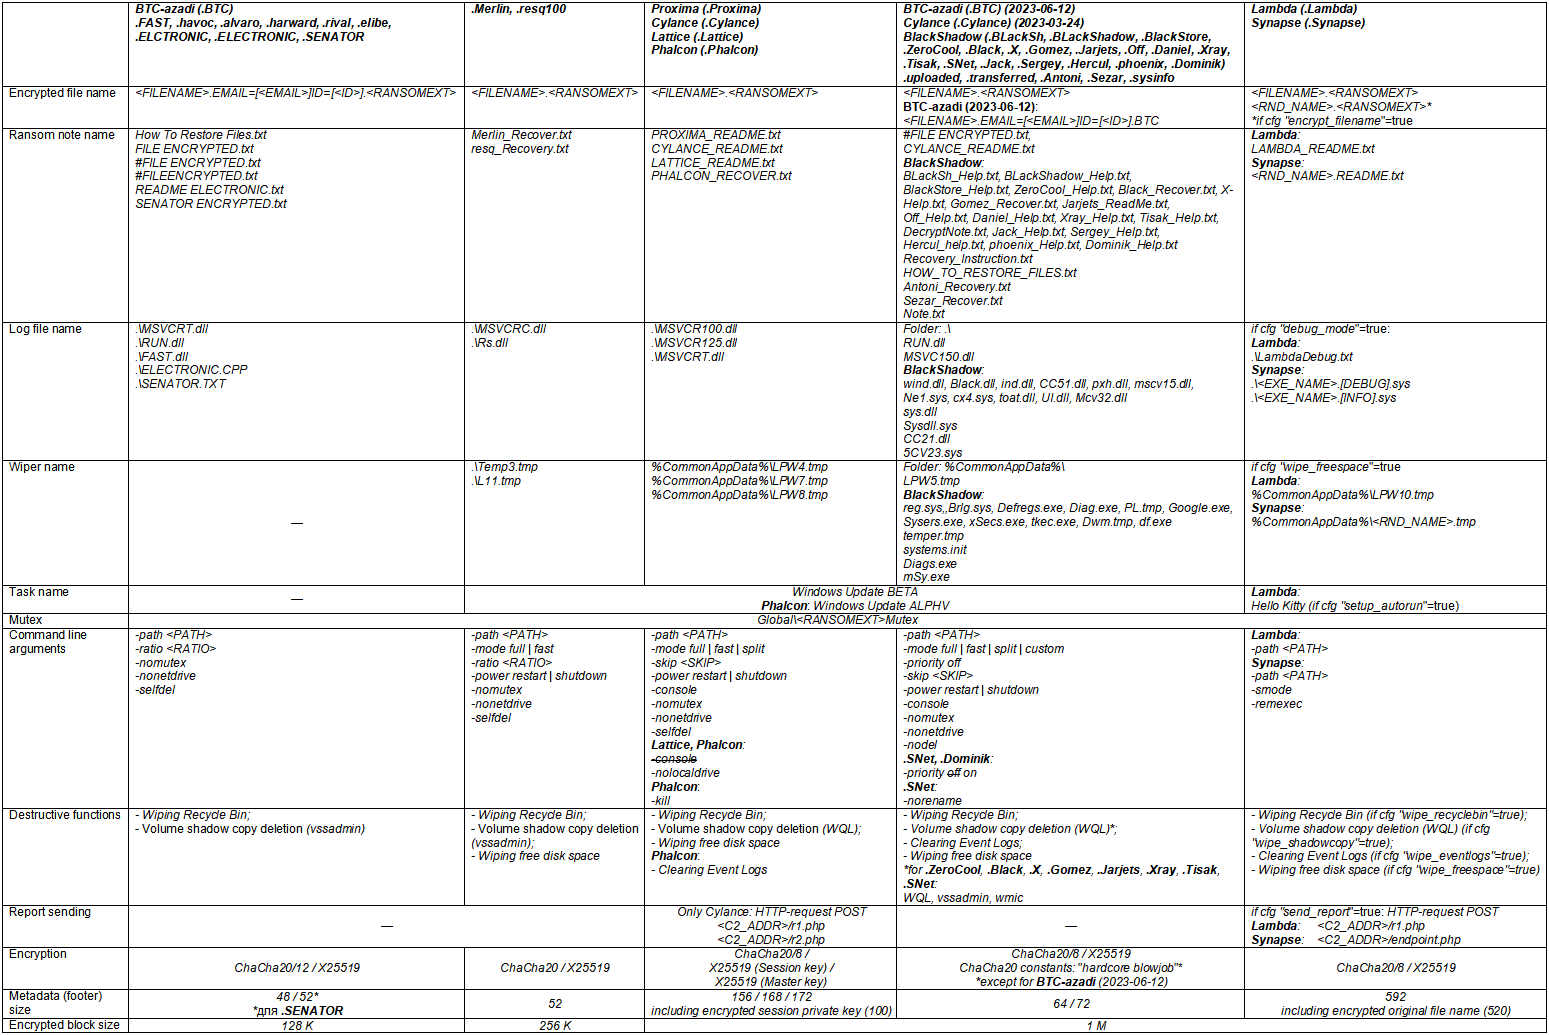 BTC-azadi (.BTC)
.FAST, .havoc, .alvaro, .harward, .rival, .elibe,
.ELCTRONIC, .ELECTRONIC, .SENATOR
.Merlin, .resq100
Proxima (.Proxima)
Cylance (.Cylance)
Lattice (.Lattice)
Phalcon (.Phalcon)
BTC-azadi (.BTC) (2023-06-12)
Cylance (.Cylance) (2023-03-24)
BlackShadow (.BLackSh, .BLackShadow, .BlackStore,
.ZeroCool, .Black, .X, .Gomez, .Jarjets, .Off, .Daniel, .Xray,
.Tisak, .SNet, .Jack, .Sergey, .Hercul, .phoenix, .Dominik)
.uploaded, .transferred, .Antoni, .Sezar, .sysinfo
Lambda (.Lambda)
Synapse (.Synapse)
Encrypted file name
<FILENAME>.EMAIL=[<EMAIL>]ID=[<ID>].<RANSOMEXT>
<FILENAME>.<RANSOMEXT>
<FILENAME>.<RANSOMEXT>
<FILENAME>.<RANSOMEXT>
BTC-azadi (2023-06-12):
<FILENAME>.EMAIL=[<EMAIL>]ID=[<ID>].BTC
<FILENAME>.<RANSOMEXT>
<RND_NAME>.<RANSOMEXT>*
*if cfg "encrypt_filename"=true
Ransom note name
How To Restore Files.txt
FILE ENCRYPTED.txt
#FILE ENCRYPTED.txt
#FILEENCRYPTED.txt
README ELECTRONIC.txt
SENATOR ENCRYPTED.txt
Merlin_Recover.txt
resq_Recovery.txt
PROXIMA_README.txt
CYLANCE_README.txt
LATTICE_README.txt
PHALCON_RECOVER.txt
#FILE ENCRYPTED.txt,
CYLANCE_README.txt
BlackShadow:
BLackSh_Help.txt, BLackShadow_Help.txt,
BlackStore_Help.txt, ZeroCool_Help.txt, Black_Recover.txt, X-
Help.txt, Gomez_Recover.txt, Jarjets_ReadMe.txt,
Off_Help.txt, Daniel_Help.txt, Xray_Help.txt, Tisak_Help.txt,
DecryptNote.txt, Jack_Help.txt, Sergey_Help.txt,
Hercul_help.txt, phoenix_Help.txt, Dominik_Help.txt
Recovery_Instruction.txt
HOW_TO_RESTORE_FILES.txt
Antoni_Recovery.txt
Sezar_Recover.txt
Note.txt
Lambda:
LAMBDA_README.txt
Synapse:
<RND_NAME>.README.txt
Log file name
.\MSVCRT.dll
.\RUN.dll
.\FAST.dll
.\ELECTRONIC.CPP
.\SENATOR.TXT
.\MSVCRC.dll
.\Rs.dll
.\MSVCR100.dll
.\MSVCR125.dll
.\MSVCRT.dll
Folder: .\
RUN.dll
MSVC150.dll
BlackShadow:
wind.dll, Black.dll, ind.dll, CC51.dll, pxh.dll, mscv15.dll,
Ne1.sys, cx4.sys, toat.dll, UI.dll, Mcv32.dll
sys.dll
Sysdll.sys
CC21.dll
5CV23.sys
if cfg "debug_mode"=true:
Lambda:
.\LambdaDebug.txt
Synapse:
.\<EXE_NAME>.[DEBUG].sys
.\<EXE_NAME>.[INFO].sys
Wiper name
—
.\Temp3.tmp
.\L11.tmp
%CommonAppData%\LPW4.tmp
%CommonAppData%\LPW7.tmp
%CommonAppData%\LPW8.tmp
Folder: %CommonAppData%\
LPW5.tmp
BlackShadow:
reg.sys,,Brlg.sys, Defregs.exe, Diag.exe, PL.tmp, Google.exe,
Sysers.exe, xSecs.exe, tkec.exe, Dwm.tmp, df.exe
temper.tmp
systems.init
Diags.exe
mSy.exe
if cfg "wipe_freespace"=true
Lambda:
%CommonAppData%\LPW10.tmp
Synapse:
%CommonAppData%\<RND_NAME>.tmp
Task name
—
Windows Update BETA
Phalcon: Windows Update ALPHV
Lambda:
Hello Kitty (if cfg "setup_autorun"=true)
Mutex
Global\<RANSOMEXT>Mutex
Command line
arguments
-path <PATH>
-ratio <RATIO>
-nomutex
-nonetdrive
-selfdel
-path <PATH>
-mode full | fast
-ratio <RATIO>
-power restart | shutdown
-nomutex
-nonetdrive
-selfdel
-path <PATH>
-mode full | fast | split
-skip <SKIP>
-power restart | shutdown
-console
-nomutex
-nonetdrive
-selfdel
Lattice, Phalcon:
-console
-nolocaldrive
Phalcon:
-kill
-path <PATH>
-mode full | fast | split | custom
-priority off
-skip <SKIP>
-power restart | shutdown
-console
-nomutex
-nonetdrive
-nodel
.SNet, .Dominik:
-priority off on
.SNet:
-norename
Lambda:
-path <PATH>
Synapse:
-path <PATH>
-smode
-remexec
Destructive functions
- Wiping Recycle Bin;
- Volume shadow copy deletion (vssadmin)
- Wiping Recycle Bin;
- Volume shadow copy deletion
(vssadmin);
- Wiping free disk space
- Wiping Recycle Bin;
- Volume shadow copy deletion (WQL);
- Wiping free disk space
Phalcon:
- Clearing Event Logs
- Wiping Recycle Bin;
- Volume shadow copy deletion (WQL)*;
- Clearing Event Logs;
- Wiping free disk space
*for .ZeroCool, .Black, .X, .Gomez, .Jarjets, .Xray, .Tisak,
.SNet:
WQL, vssadmin, wmic
- Wiping Recycle Bin (if cfg "wipe_recyclebin"=true);
- Volume shadow copy deletion (WQL) (if cfg
"wipe_shadowcopy"=true);
- Clearing Event Logs (if cfg "wipe_eventlogs"=true);
- Wiping free disk space (if cfg "wipe_freespace"=true)
Report sending
—
Only Cylance: HTTP-request POST
<C2_ADDR>/r1.php
<C2_ADDR>/r2.php
—
if cfg "send_report"=true: HTTP-request POST
Lambda: <C2_ADDR>/r1.php
Synapse: <C2_ADDR>/endpoint.php
Encryption
ChaCha20/12 / X25519
ChaCha20 / X25519
ChaCha20/8 /
X25519 (Session key) /
X25519 (Master key)
ChaCha20/8 / X25519
ChaCha20 constants: "hardcore blowjob"*
*except for BTC-azadi (2023-06-12)
ChaCha20/8 / X25519
Metadata (footer)
size
48 / 52*
*для .SENATOR
52
156 / 168 / 172
including encrypted session private key (100)
64 / 72
592
including encrypted original file name (520)
Encrypted block size
128 K
256 K
1 M